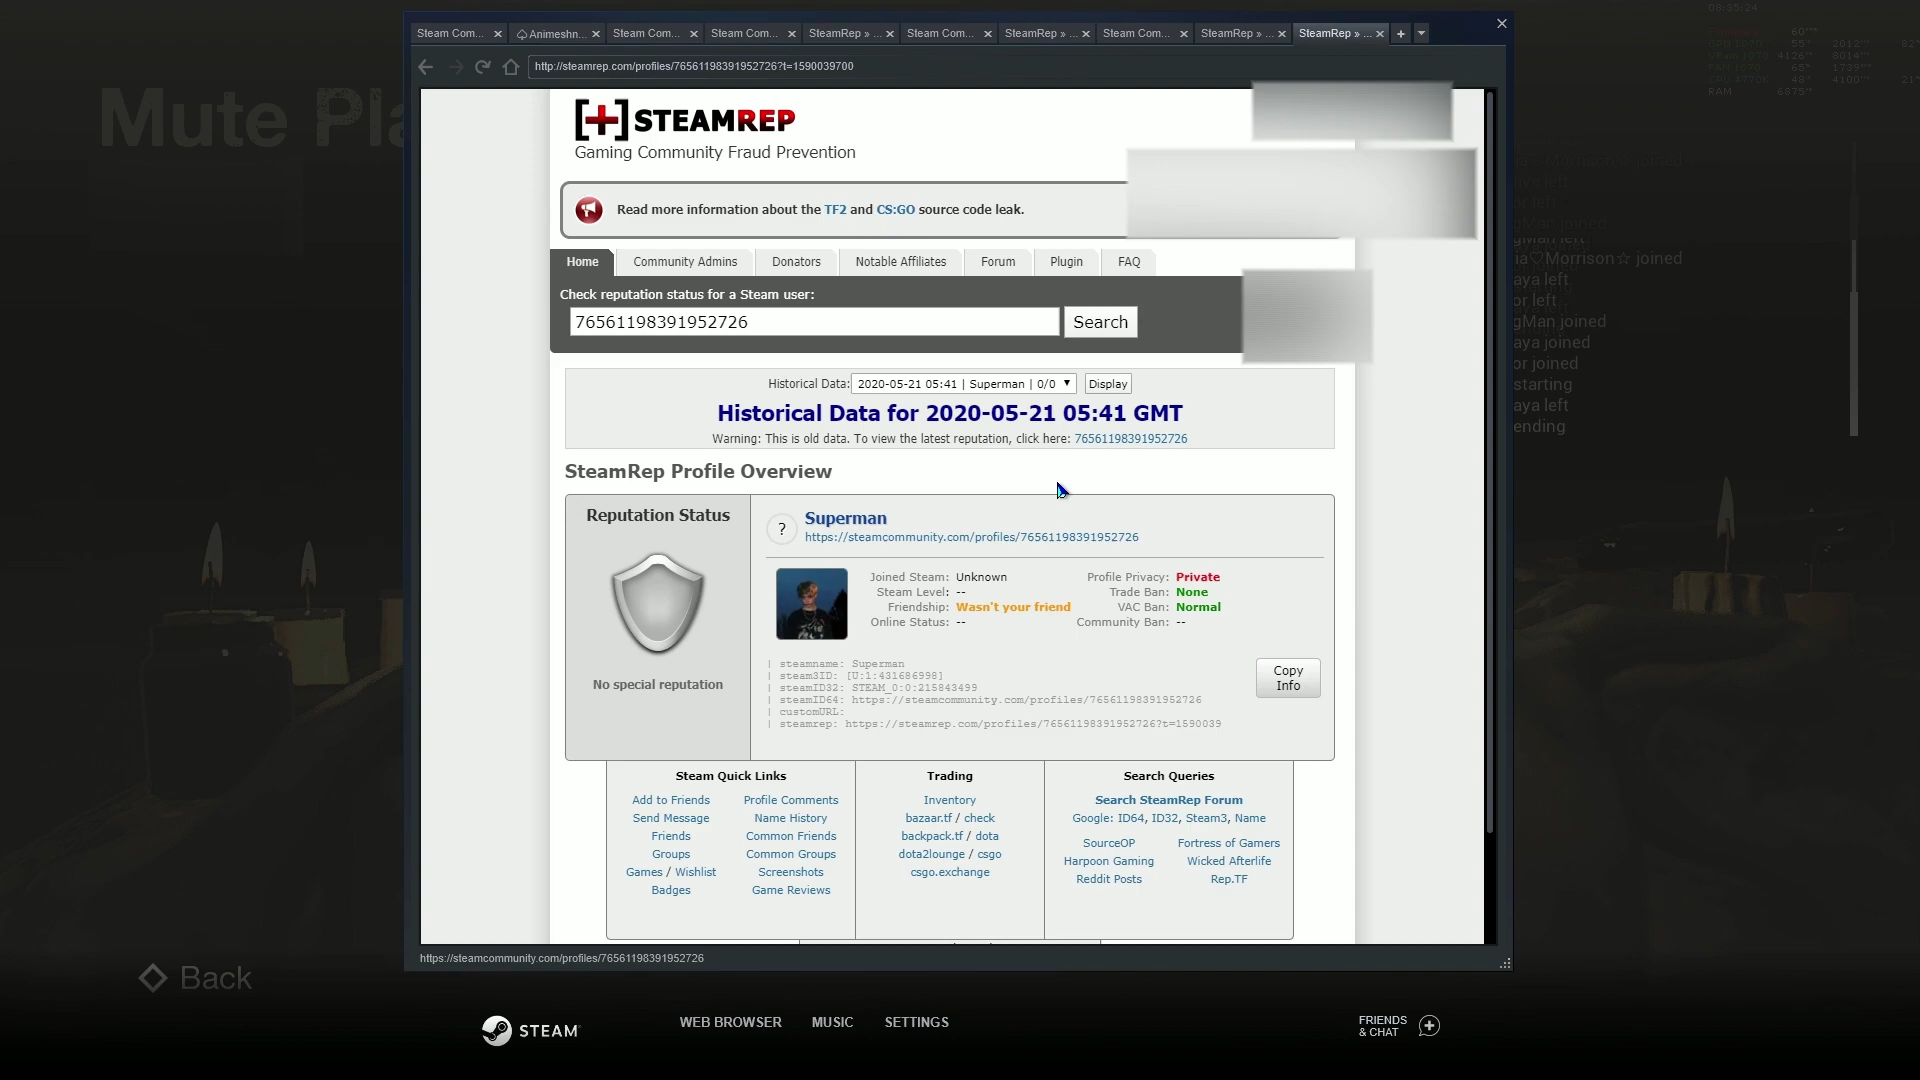 08:35:24
Mute Pla
Steam Com...
Animeshn...
Steam Com...
Steam Com...
SteamRep » ...
Steam Com...
SteamRep » ...
Steam Com...
SteamRep » ...
SteamRep » ...
http://steamrep.com/profiles/76561198391952726?t=1590039700
STEAMREP
Gaming Community Fraud Prevention
Read more information about the TF2 and CS:GO source code leak.
Home
Community Admins
Donators
Notable Affiliates
Forum
Plugin
FAQ
Check reputation status for a Steam user:
76561198391952726
Search
Historical Data: 2020-05-21 05:41 | Superman | 0/0 Display
Historical Data for 2020-05-21 05:41 GMT
Warning: This is old data. To view the latest reputation, click here: 76561198391952726
SteamRep Profile Overview
Reputation Status
No special reputation
?
Superman
https://steamcommunity.com/profiles/76561198391952726
Joined Steam: Unknown
Steam Level: --
Friendship: Wasn't your friend
Online Status: --
Profile Privacy: Private
Trade Ban: None
VAC Ban: Normal
Community Ban: --
| steamname: Superman
| steam3ID: [U:1:431686998]
| steamID32: STEAM_0:0:215843499
| steamID64: https://steamcommunity.com/profiles/76561198391952726
| customURL:
| steamrep: https://steamrep.com/profiles/76561198391952726?t=1590039
Copy
Info
Steam Quick Links
Add to Friends
Profile Comments
Send Message
Name History
Friends
Common Friends
Groups
Common Groups
Games / Wishlist
Screenshots
Badges
Game Reviews
Trading
Inventory
bazaar.tf / check
backpack.tf / dota
dota2lounge / csgo
csgo.exchange
Search Queries
Search SteamRep Forum
Google: ID64, ID32, Steam3, Name
SourceOP
Fortress of Gamers
Harpoon Gaming
Wicked Afterlife
Reddit Posts
Rep.TF
https://steamcommunity.com/profiles/76561198391952726
gMan left
ia♡Morrison☆ joined
aya left
or left
gMan joined
aya joined
or joined
starting
aya left
ending
Back
STEAM
WEB BROWSER
MUSIC
SETTINGS
FRIENDS
& CHAT